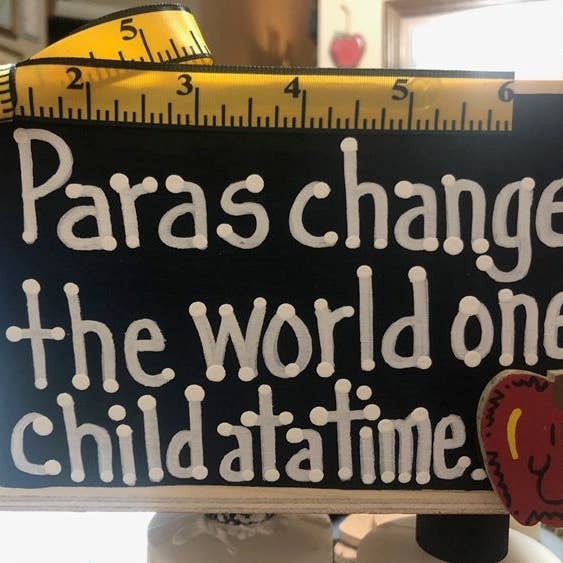 5
2 3 4 5 6
Paras change
the world one
child at a time.